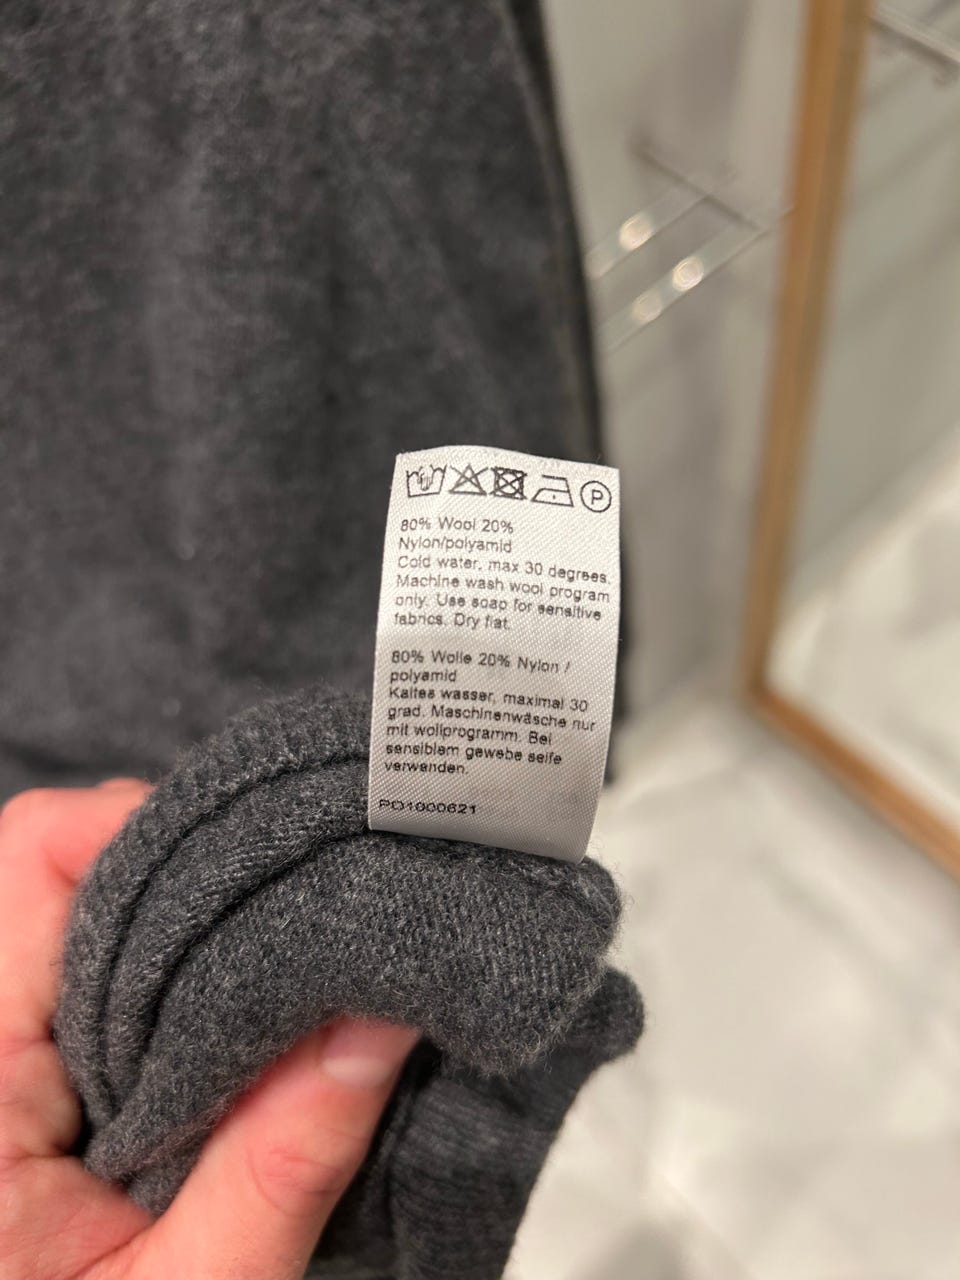 P
80% Wool 20%
Nylon/polyamid
Cold water, max 30 degrees.
Machine wash wool program
only. Use soap for sensitive
fabrics. Dry flat.
80% Wolle 20% Nylon /
polyamid
Kaltes wasser, maximal 30
grad. Maschinenwäsche nur
mit wollprogramm. Bei
sensiblem gewebe seife
verwenden.
PO1000621